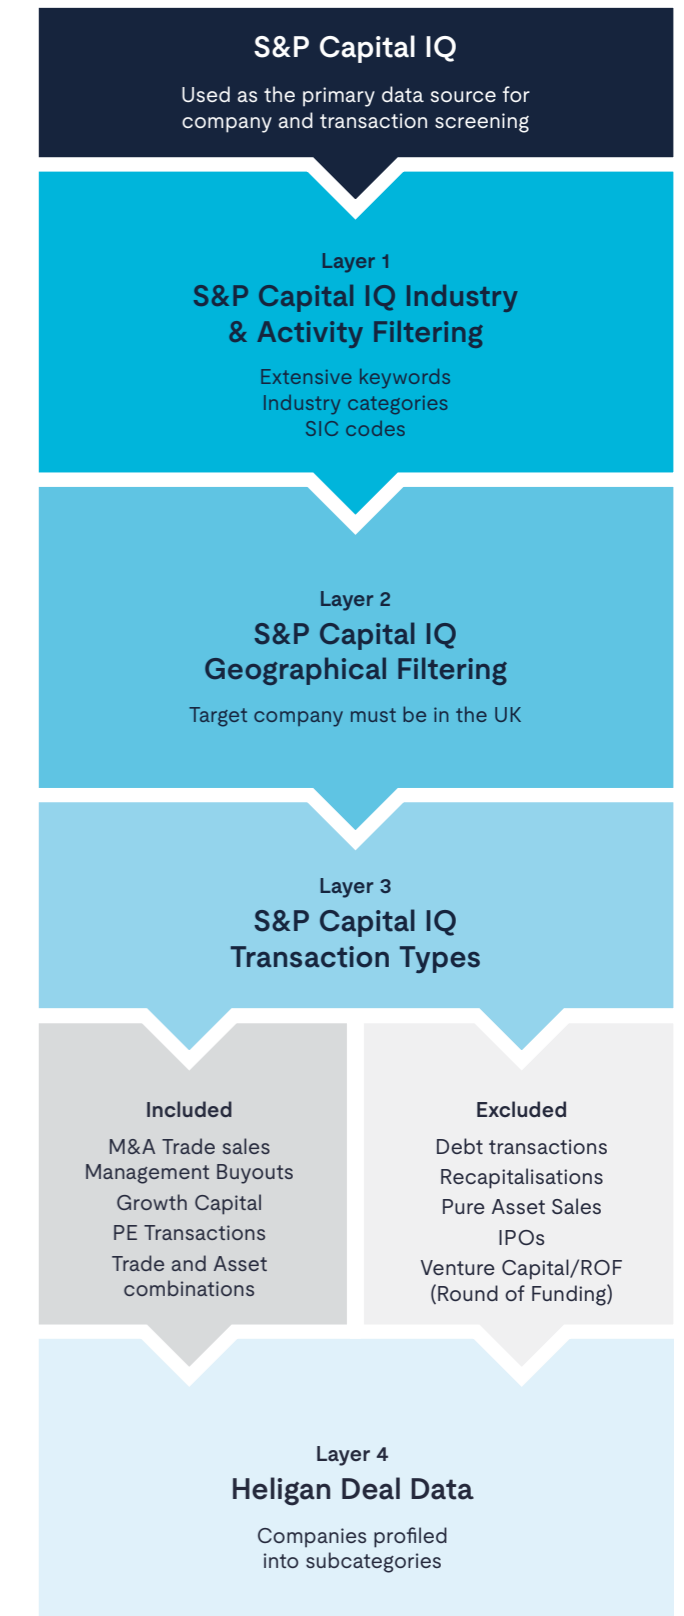 S&P Capital IQ
Used as the primary data source for
company and transaction screening
Layer 1
S&P Capital IQ Industry
& Activity Filtering
Extensive keywords
Industry categories
SIC codes
Layer 2
S&P Capital IQ
Geographical Filtering
Target company must be in the UK
Layer 3
S&P Capital IQ
Transaction Types
Included
M&A Trade sales
Management Buyouts
Growth Capital
PE Transactions
Trade and Asset
combinations
Excluded
Debt transactions
Recapitalisations
Pure Asset Sales
IPOs
Venture Capital/ROF
(Round of Funding)
Layer 4
Heligan Deal Data
Companies profiled
into subcategories